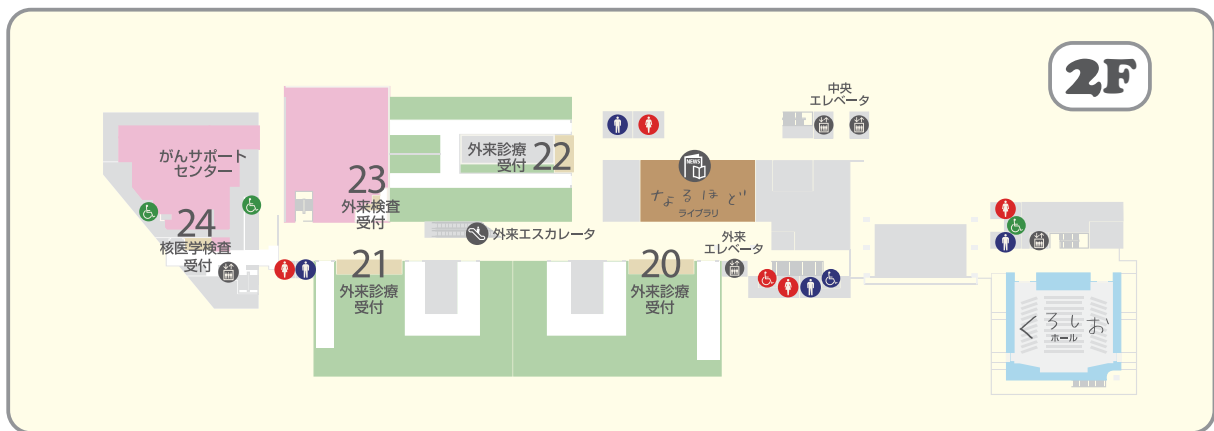 2F
中央
エレベータ
がんサポート
センター
外来診療
受付
22
23
外来検査
受付
NEWS
なるほど
ライブラリ
24
核医学検査
受付
外来エスカレータ
外来
エレベータ
21
外来診療
受付
20
外来診療
受付
くろしお
ホール